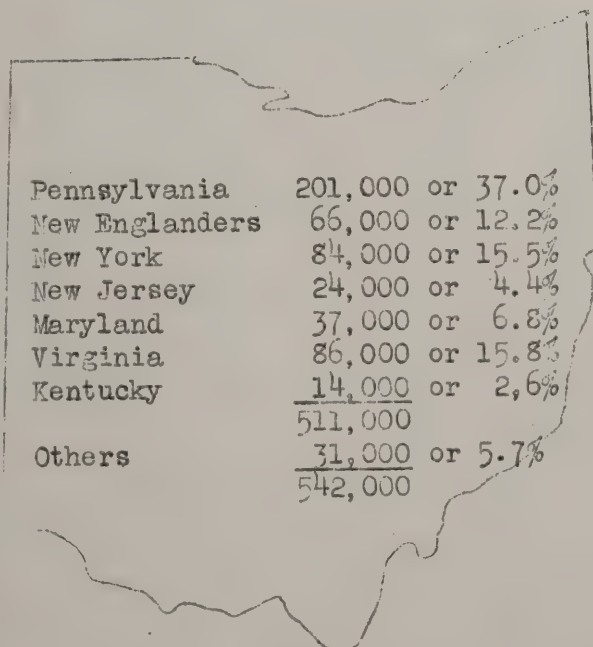 Pennsylvania 201,000 or 37.0%
New Englanders 66,000 or 12.2%
New York 84,000 or 15.5%
New Jersey 24,000 or 4.4%
Maryland 37,000 or 6.8%
Virginia 86,000 or 15.8%
Kentucky 14,000 or 2,6%
511,000
Others 31,000 or 5.7%
542,000